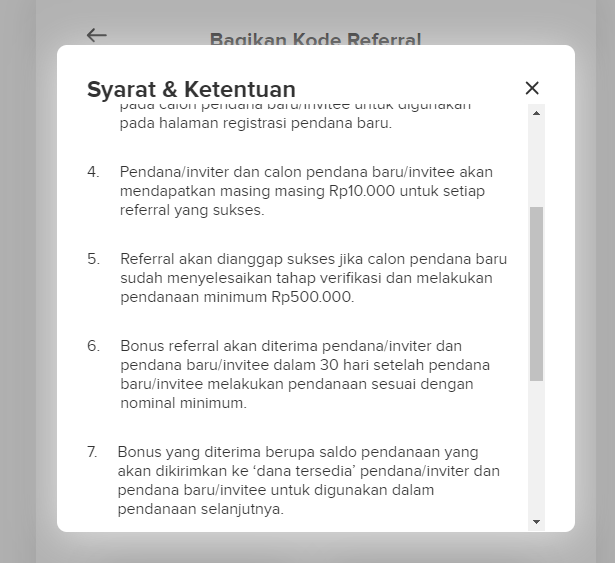 Bagikan Kode Referral
Syarat & Ketentuan
pada calon pendana baru/invitee untuk digunakan
pada halaman registrasi pendana baru.
4. Pendana/inviter dan calon pendana baru/invitee akan
mendapatkan masing masing Rp10.000 untuk setiap
referral yang sukses.
5. Referral akan dianggap sukses jika calon pendana baru
sudah menyelesaikan tahap verifikasi dan melakukan
pendanaan minimum Rp500.000.
6. Bonus referral akan diterima pendana/inviter dan
pendana baru/invitee dalam 30 hari setelah pendana
baru/invitee melakukan pendanaan sesuai dengan
nominal minimum.
7. Bonus yang diterima berupa saldo pendanaan yang
akan dikirimkan ke ‘dana tersedia’ pendana/inviter dan
pendana baru/invitee untuk digunakan dalam
pendanaan selanjutnya.